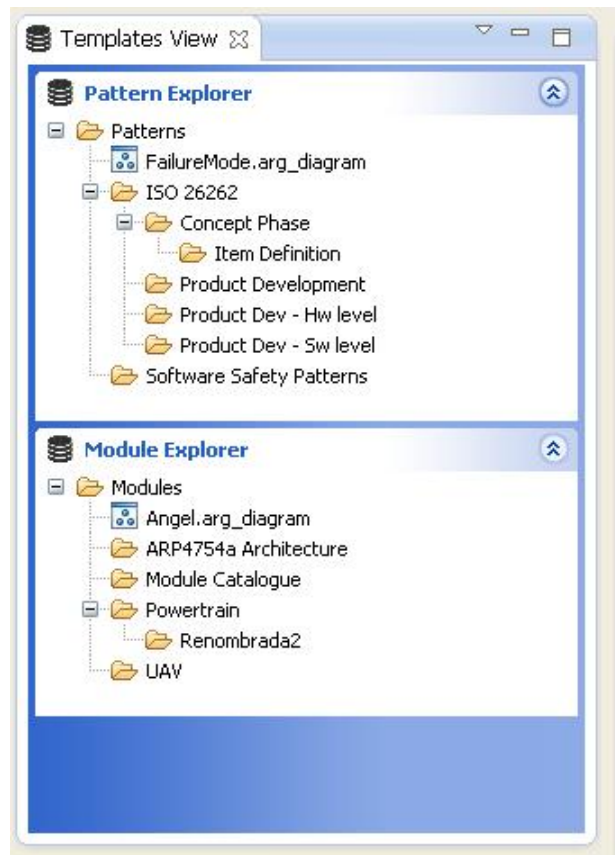 Templates View
Pattern Explorer
Patterns
FailureMode.arg_diagram
ISO 26262
Concept Phase
Item Definition
Product Development
Product Dev - Hw level
Product Dev - Sw level
Software Safety Patterns
Module Explorer
Modules
Angel.arg_diagram
ARP4754a Architecture
Module Catalogue
Powertrain
Renombrada2
UAV